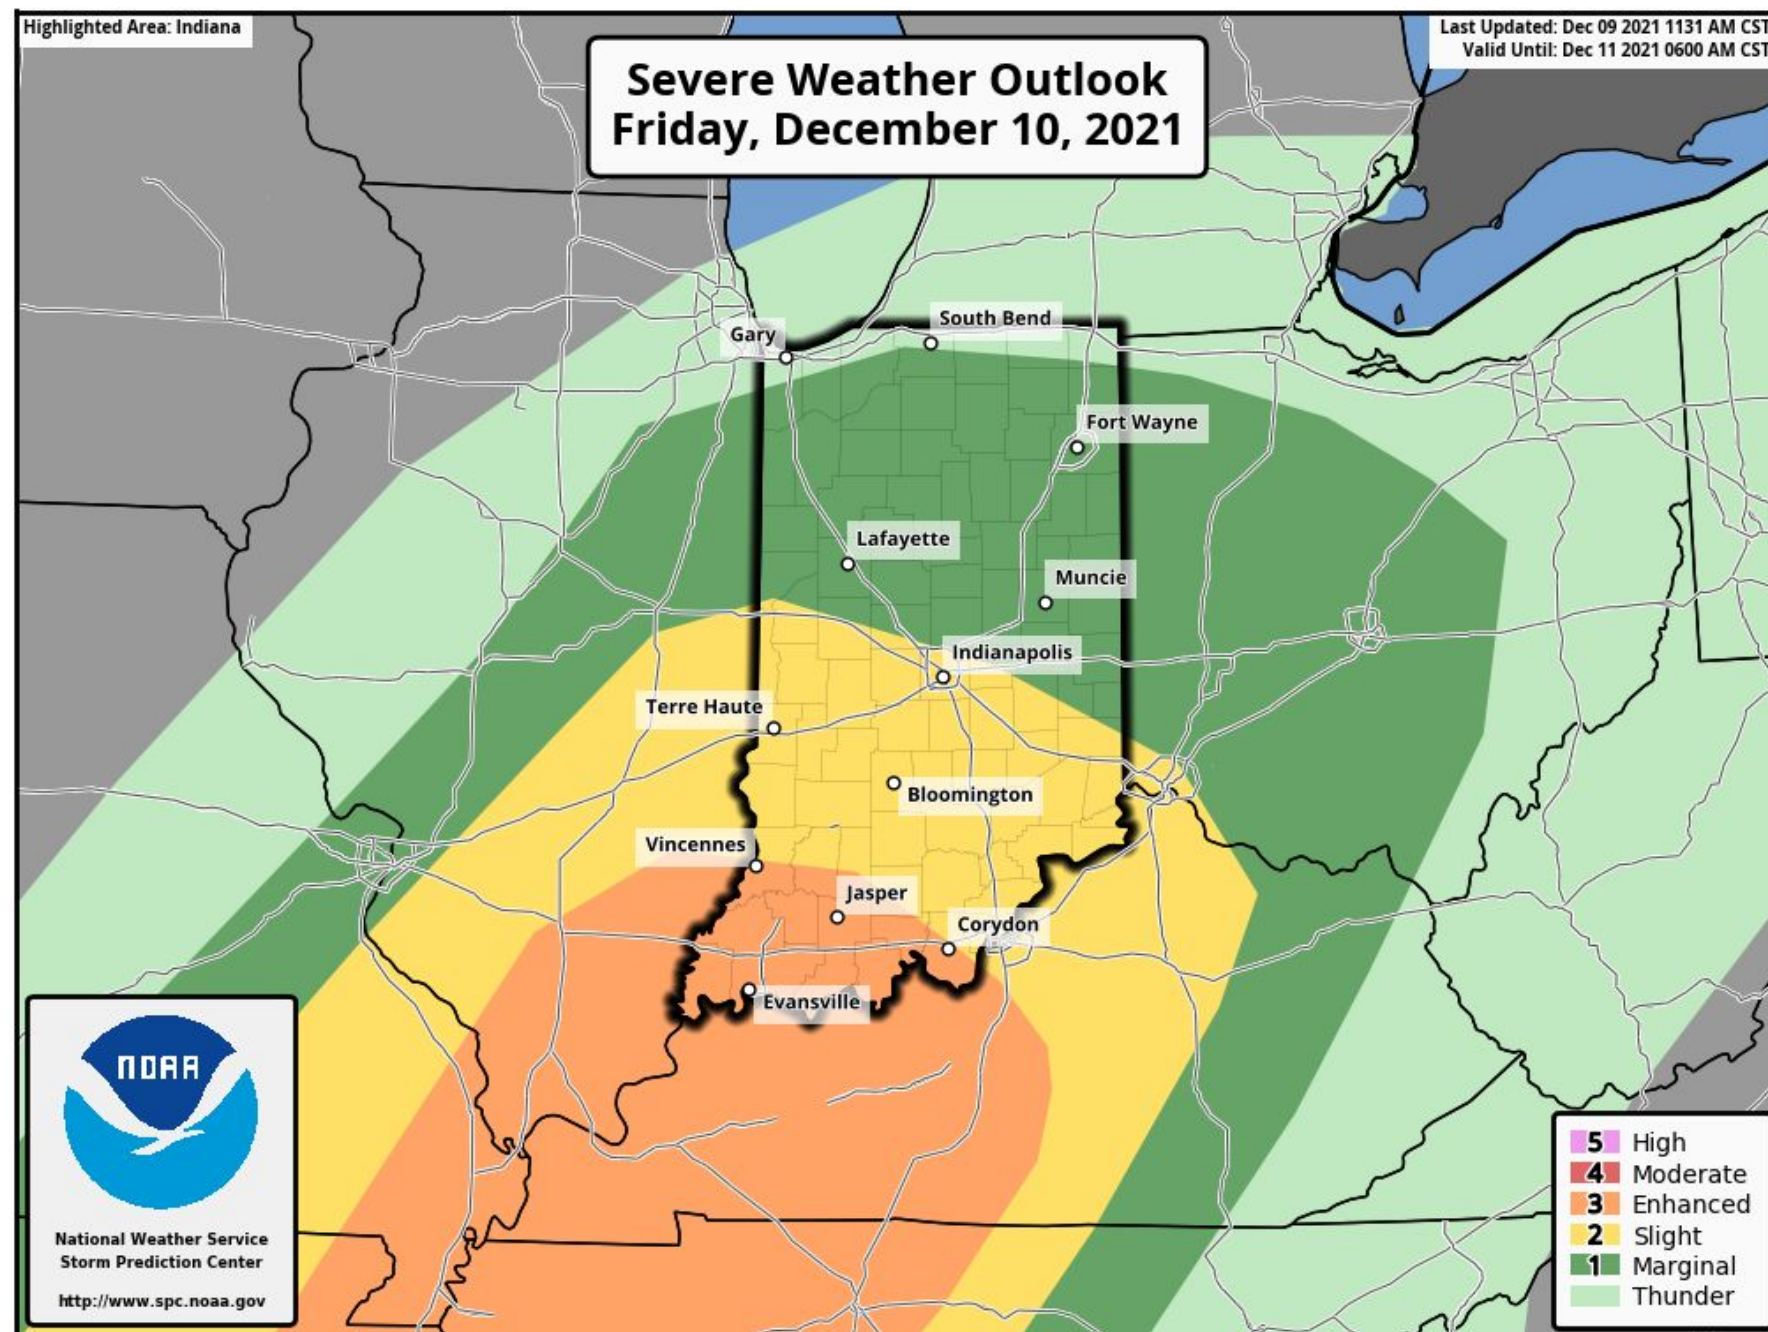 Highlighted Area: Indiana
Last Updated: Dec 09 2021 1131 AM CST
Valid Until: Dec 11 2021 0600 AM CST
Severe Weather Outlook
Friday, December 10, 2021
South Bend
Gary
Fort Wayne
Lafayette
Muncie
Indianapolis
Terre Haute
Bloomington
Vincennes
Jasper
Corydon
Evansville
NOAA
National Weather Service
Storm Prediction Center
http://www.spc.noaa.gov
5 High
4 Moderate
3 Enhanced
2 Slight
1 Marginal
Thunder